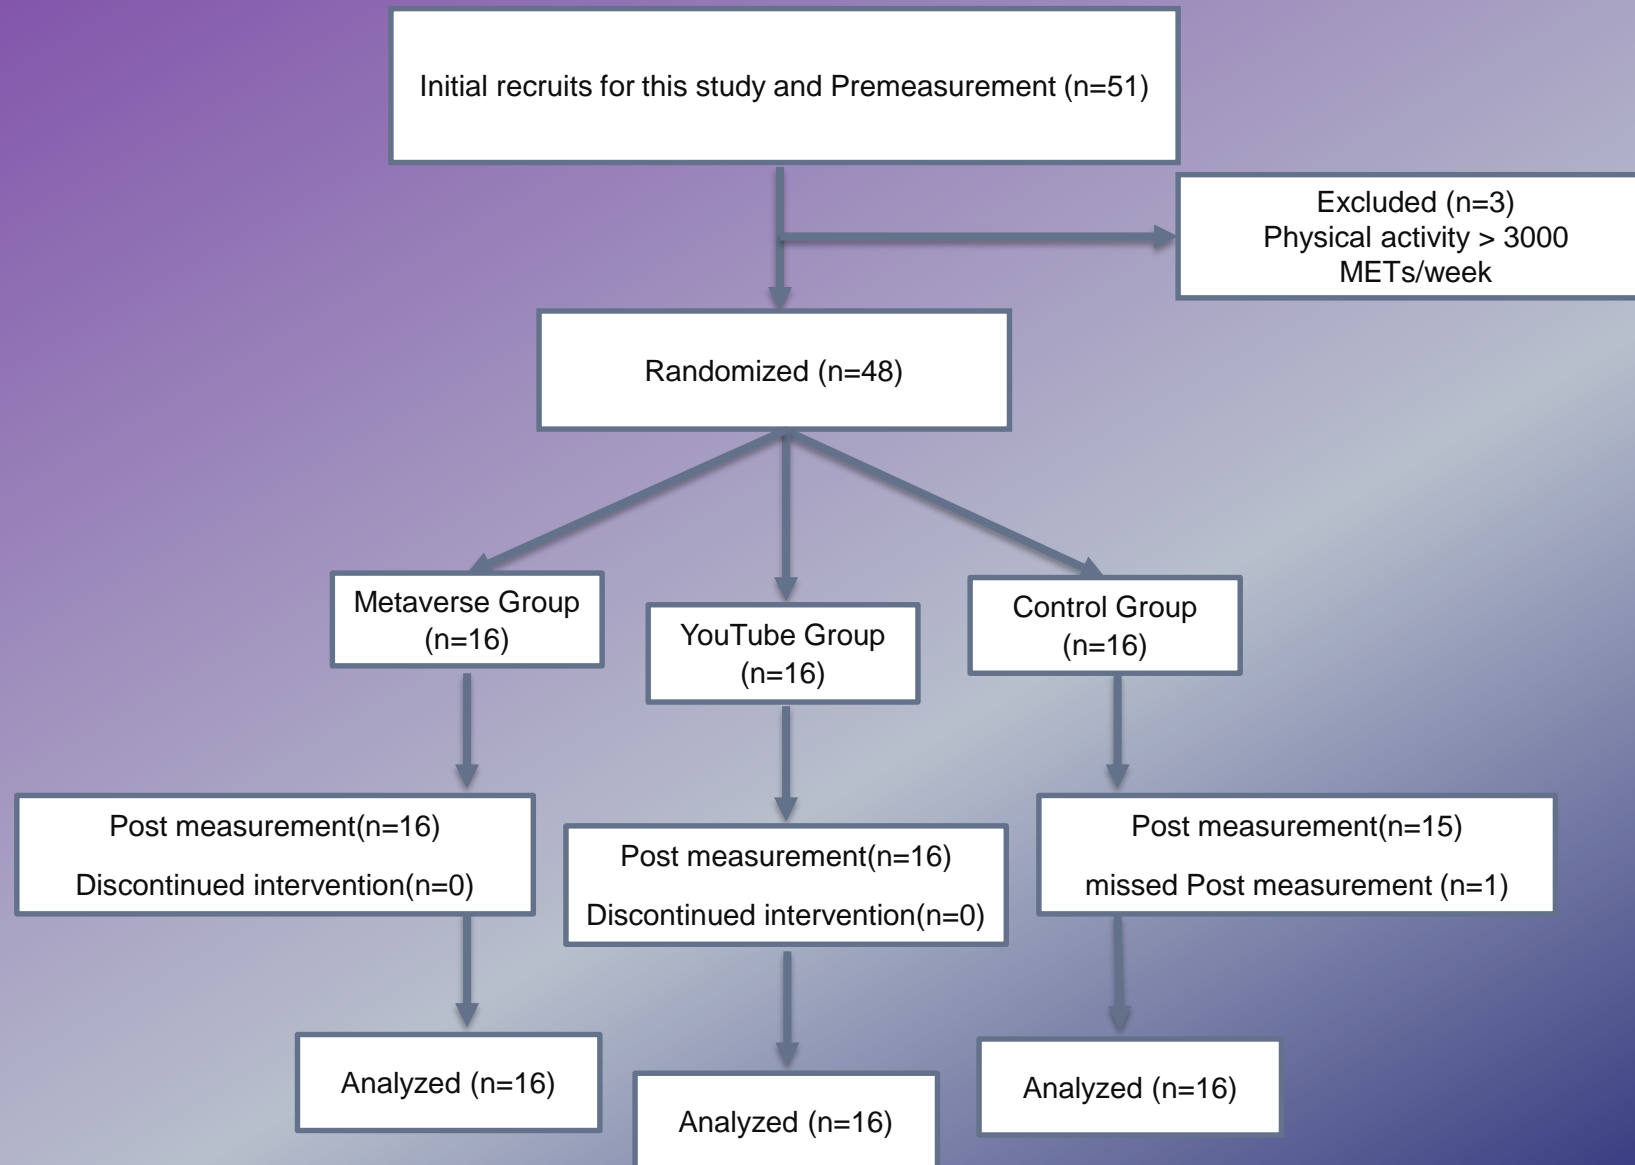 Initial recruits for this study and Premeasurement (n=51)
Excluded (n=3)
Physical activity > 3000
METs/week
Randomized (n=48)
Metaverse Group
(n=16)
YouTube Group
(n=16)
Control Group
(n=16)
Post measurement(n=16)
Discontinued intervention(n=0)
Post measurement(n=16)
Discontinued intervention(n=0)
Post measurement(n=15)
missed Post measurement (n=1)
Analyzed (n=16)
Analyzed (n=16)
Analyzed (n=16)